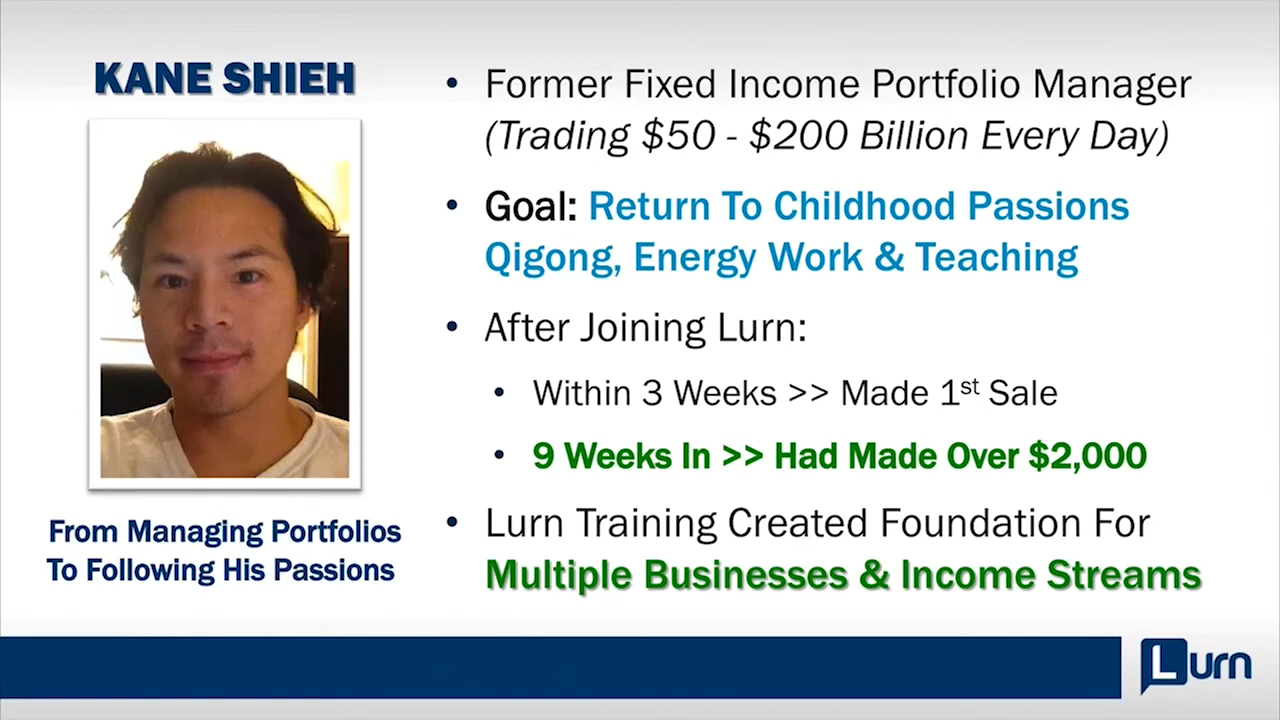 KANE SHIEH
From Managing Portfolios
To Following His Passions
• Former Fixed Income Portfolio Manager
(Trading $50 - $200 Billion Every Day)
• Goal: Return To Childhood Passions
Qigong, Energy Work & Teaching
• After Joining Lurn:
• Within 3 Weeks >> Made 1st Sale
• 9 Weeks In >> Had Made Over $2,000
• Lurn Training Created Foundation For
Multiple Businesses & Income Streams
Lurn